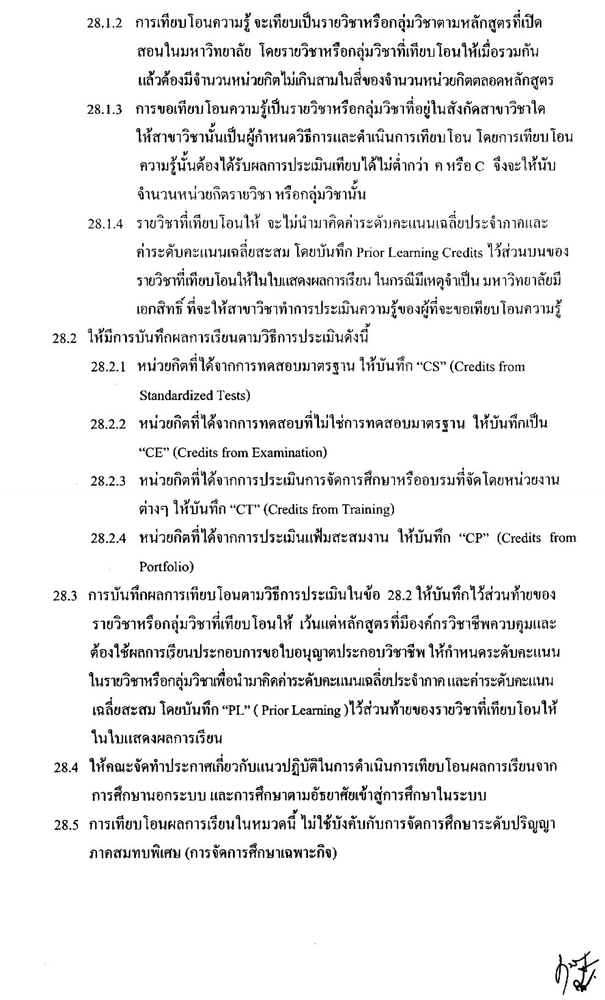 28.1.2 การเทียบโอนความรู้ จะเทียบเป็นรายวิชาหรือกลุ่มวิชาตามหลักสูตรที่เปิด
สอนในมหาวิทยาลัย โดยรายวิชาหรือกลุ่มวิชาที่เทียบโอนให้เมื่อรวมกัน
แล้วต้องมีจำนวนหน่วยกิตไม่เกินสามในสี่ของจำนวนหน่วยกิตตลอดหลักสูตร
28.1.3 การขอเทียบโอนความรู้เป็นรายวิชาหรือกลุ่มวิชาที่อยู่ในสังกัดสาขาวิชาใด
ให้สาขาวิชานั้นเป็นผู้กำหนดวิธีการและดำเนินการเทียบโอน โดยการเทียบโอน
ความรู้นั้นต้องได้รับผลการประเมินเทียบได้ไม่ต่ำกว่า ค หรือ C จึงจะให้นับ
จำนวนหน่วยกิตรายวิชา หรือกลุ่มวิชานั้น
28.1.4 รายวิชาที่เทียบโอนให้ จะไม่นำมาคิดค่าระดับคะแนนเฉลี่ยประจำภาคและ
ค่าระดับคะแนนเฉลี่ยสะสม โดยบันทึก Prior Learning Credits ไว้ส่วนบนของ
รายวิชาที่เทียบโอนให้ในใบแสดงผลการเรียน ในกรณีมีเหตุจำเป็น มหาวิทยาลัยมี
เอกสิทธิ์ ที่จะให้สาขาวิชาทำการประเมินความรู้ของผู้ที่จะขอเทียบโอนความรู้
28.2 ให้มีการบันทึกผลการเรียนตามวิธีการประเมินดังนี้
28.2.1 หน่วยกิตที่ได้จากการทดสอบมาตรฐาน ให้บันทึก “CS” (Credits from
Standardized Tests)
28.2.2 หน่วยกิตที่ได้จากการทดสอบที่ไม่ใช่การทดสอบมาตรฐาน ให้บันทึกเป็น
“CE” (Credits from Examination)
28.2.3 หน่วยกิตที่ได้จากการประเมินการจัดการศึกษาหรืออบรมที่จัดโดยหน่วยงาน
ต่างๆ ให้บันทึก “CT” (Credits from Training)
28.2.4 หน่วยกิตที่ได้จากการประเมินแฟ้มสะสมงาน ให้บันทึก “CP” (Credits from
Portfolio)
28.3 การบันทึกผลการเทียบโอนตามวิธีการประเมินในข้อ 28.2 ให้บันทึกไว้ส่วนท้ายของ
รายวิชาหรือกลุ่มวิชาที่เทียบโอนให้ เว้นแต่หลักสูตรที่มีองค์กรวิชาชีพควบคุมและ
ต้องใช้ผลการเรียนประกอบการขอใบอนุญาตประกอบวิชาชีพ ให้กำหนดระดับคะแนน
ในรายวิชาหรือกลุ่มวิชาเพื่อนำมาคิดค่าระดับคะแนนเฉลี่ยประจำภาค และค่าระดับคะแนน
เฉลี่ยสะสม โดยบันทึก “PL” ( Prior Learning )ไว้ส่วนท้ายของรายวิชาที่เทียบโอนให้
ในใบแสดงผลการเรียน
28.4 ให้คณะจัดทำประกาศเกี่ยวกับแนวปฏิบัติในการดำเนินการเทียบโอนผลการเรียนจาก
การศึกษานอกระบบ และการศึกษาตามอัธยาศัยเข้าสู่การศึกษาในระบบ
28.5 การเทียบโอนผลการเรียนในหมวดนี้ ไม่ใช้บังคับกับการจัดการศึกษาระดับปริญญา
ภาคสมทบพิเศษ (การจัดการศึกษาเฉพาะกิจ)